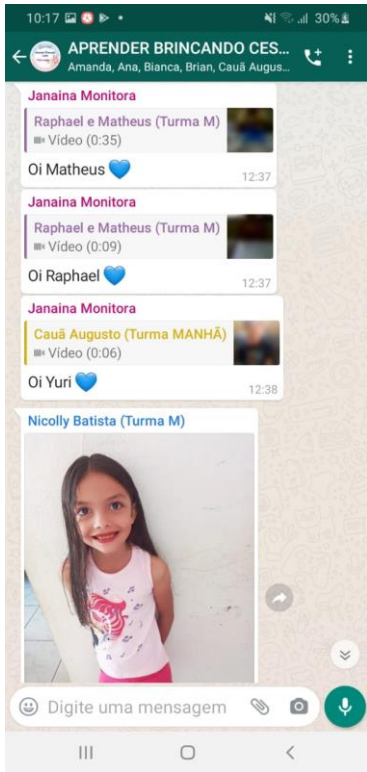 10:17
30%
APRENDER BRINCANDO CES...
Amanda, Ana, Bianca, Brian, Cauã Augus...
Janaina Monitora
Raphael e Matheus (Turma M)
Vídeo (0:35)
Oi Matheus 💙
12:37
Janaina Monitora
Raphael e Matheus (Turma M)
Vídeo (0:09)
Oi Raphael 💙
12:37
Janaina Monitora
Cauã Augusto (Turma MANHÃ)
Vídeo (0:06)
Oi Yuri 💙
12:38
Nicolly Batista (Turma M)
Digite uma mensagem